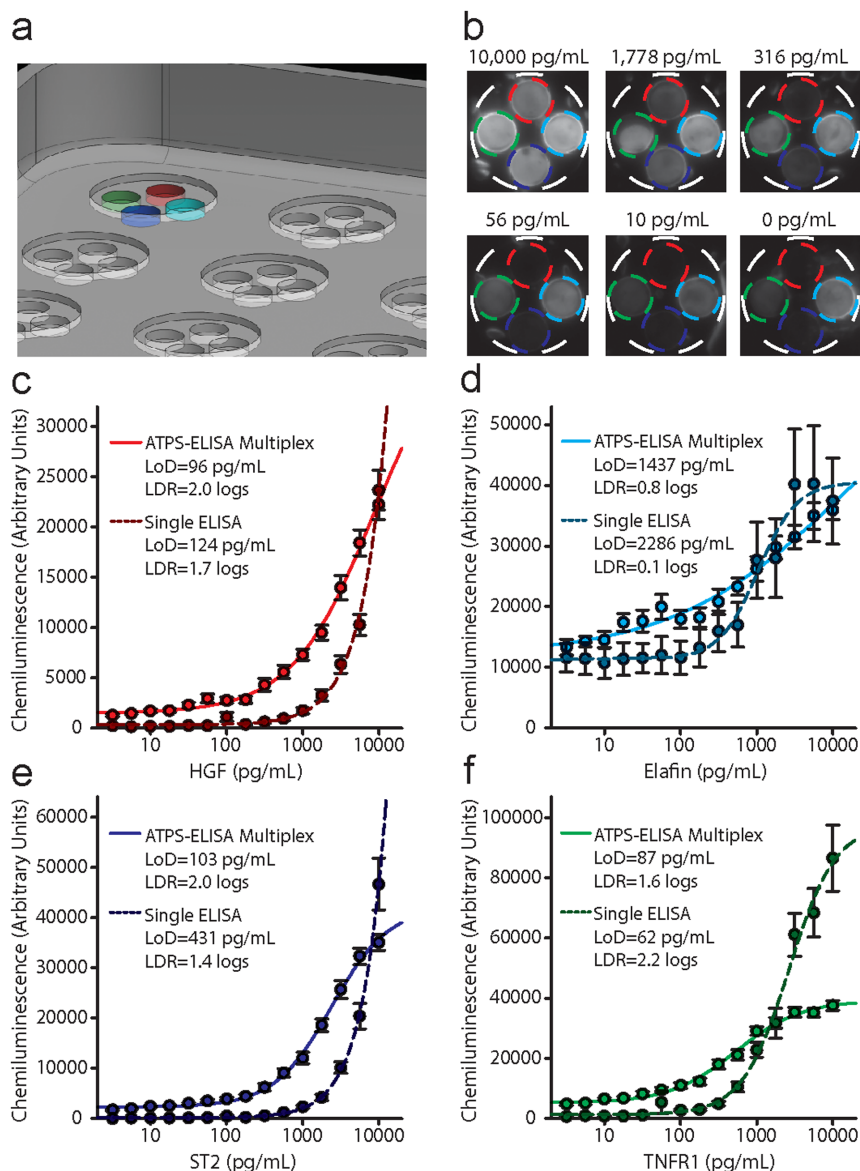 a
b
10,000 pg/mL
1,778 pg/mL
316 pg/mL
56 pg/mL
10 pg/mL
0 pg/mL
c
Chemiluminescence (Arbitrary Units)
30000
25000
20000
15000
10000
5000
0
ATPS-ELISA Multiplex
LoD=96 pg/mL
LDR=2.0 logs
Single ELISA
LoD=124 pg/mL
LDR=1.7 logs
10
100
1000
10000
HGF (pg/mL)
d
Chemiluminescence (Arbitrary Units)
50000
40000
30000
20000
10000
0
ATPS-ELISA Multiplex
LoD=1437 pg/mL
LDR=0.8 logs
Single ELISA
LoD=2286 pg/mL
LDR=0.1 logs
10
100
1000
10000
Elafin (pg/mL)
e
Chemiluminescence (Arbitrary Units)
60000
50000
40000
30000
20000
10000
0
ATPS-ELISA Multiplex
LoD=103 pg/mL
LDR=2.0 logs
Single ELISA
LoD=431 pg/mL
LDR=1.4 logs
10
100
1000
10000
ST2 (pg/mL)
f
Chemiluminescence (Arbitrary Units)
100000
80000
60000
40000
20000
0
ATPS-ELISA Multiplex
LoD=87 pg/mL
LDR=1.6 logs
Single ELISA
LoD=62 pg/mL
LDR=2.2 logs
10
100
1000
10000
TNFR1 (pg/mL)